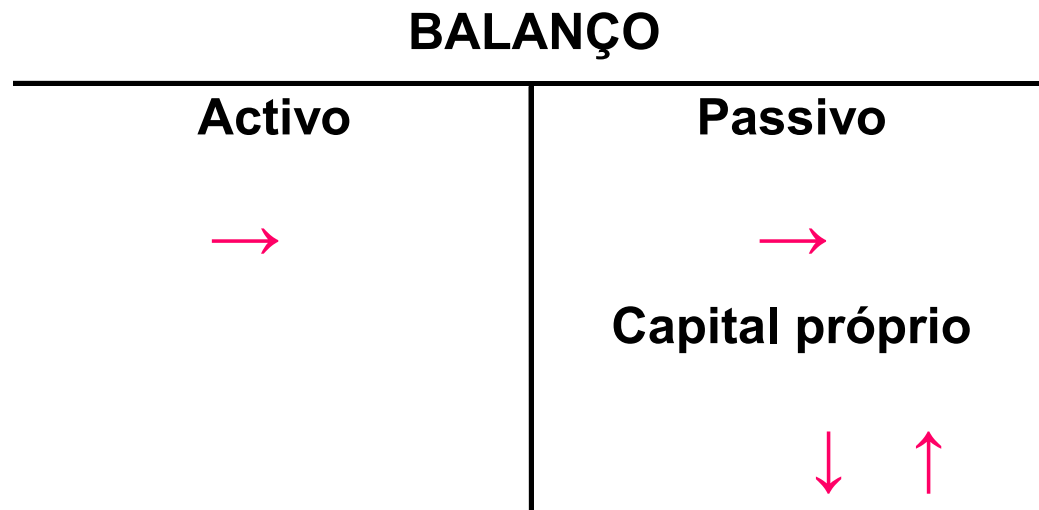 BALANÇO
Activo
Passivo
→
→
Capital próprio
↓ ↑